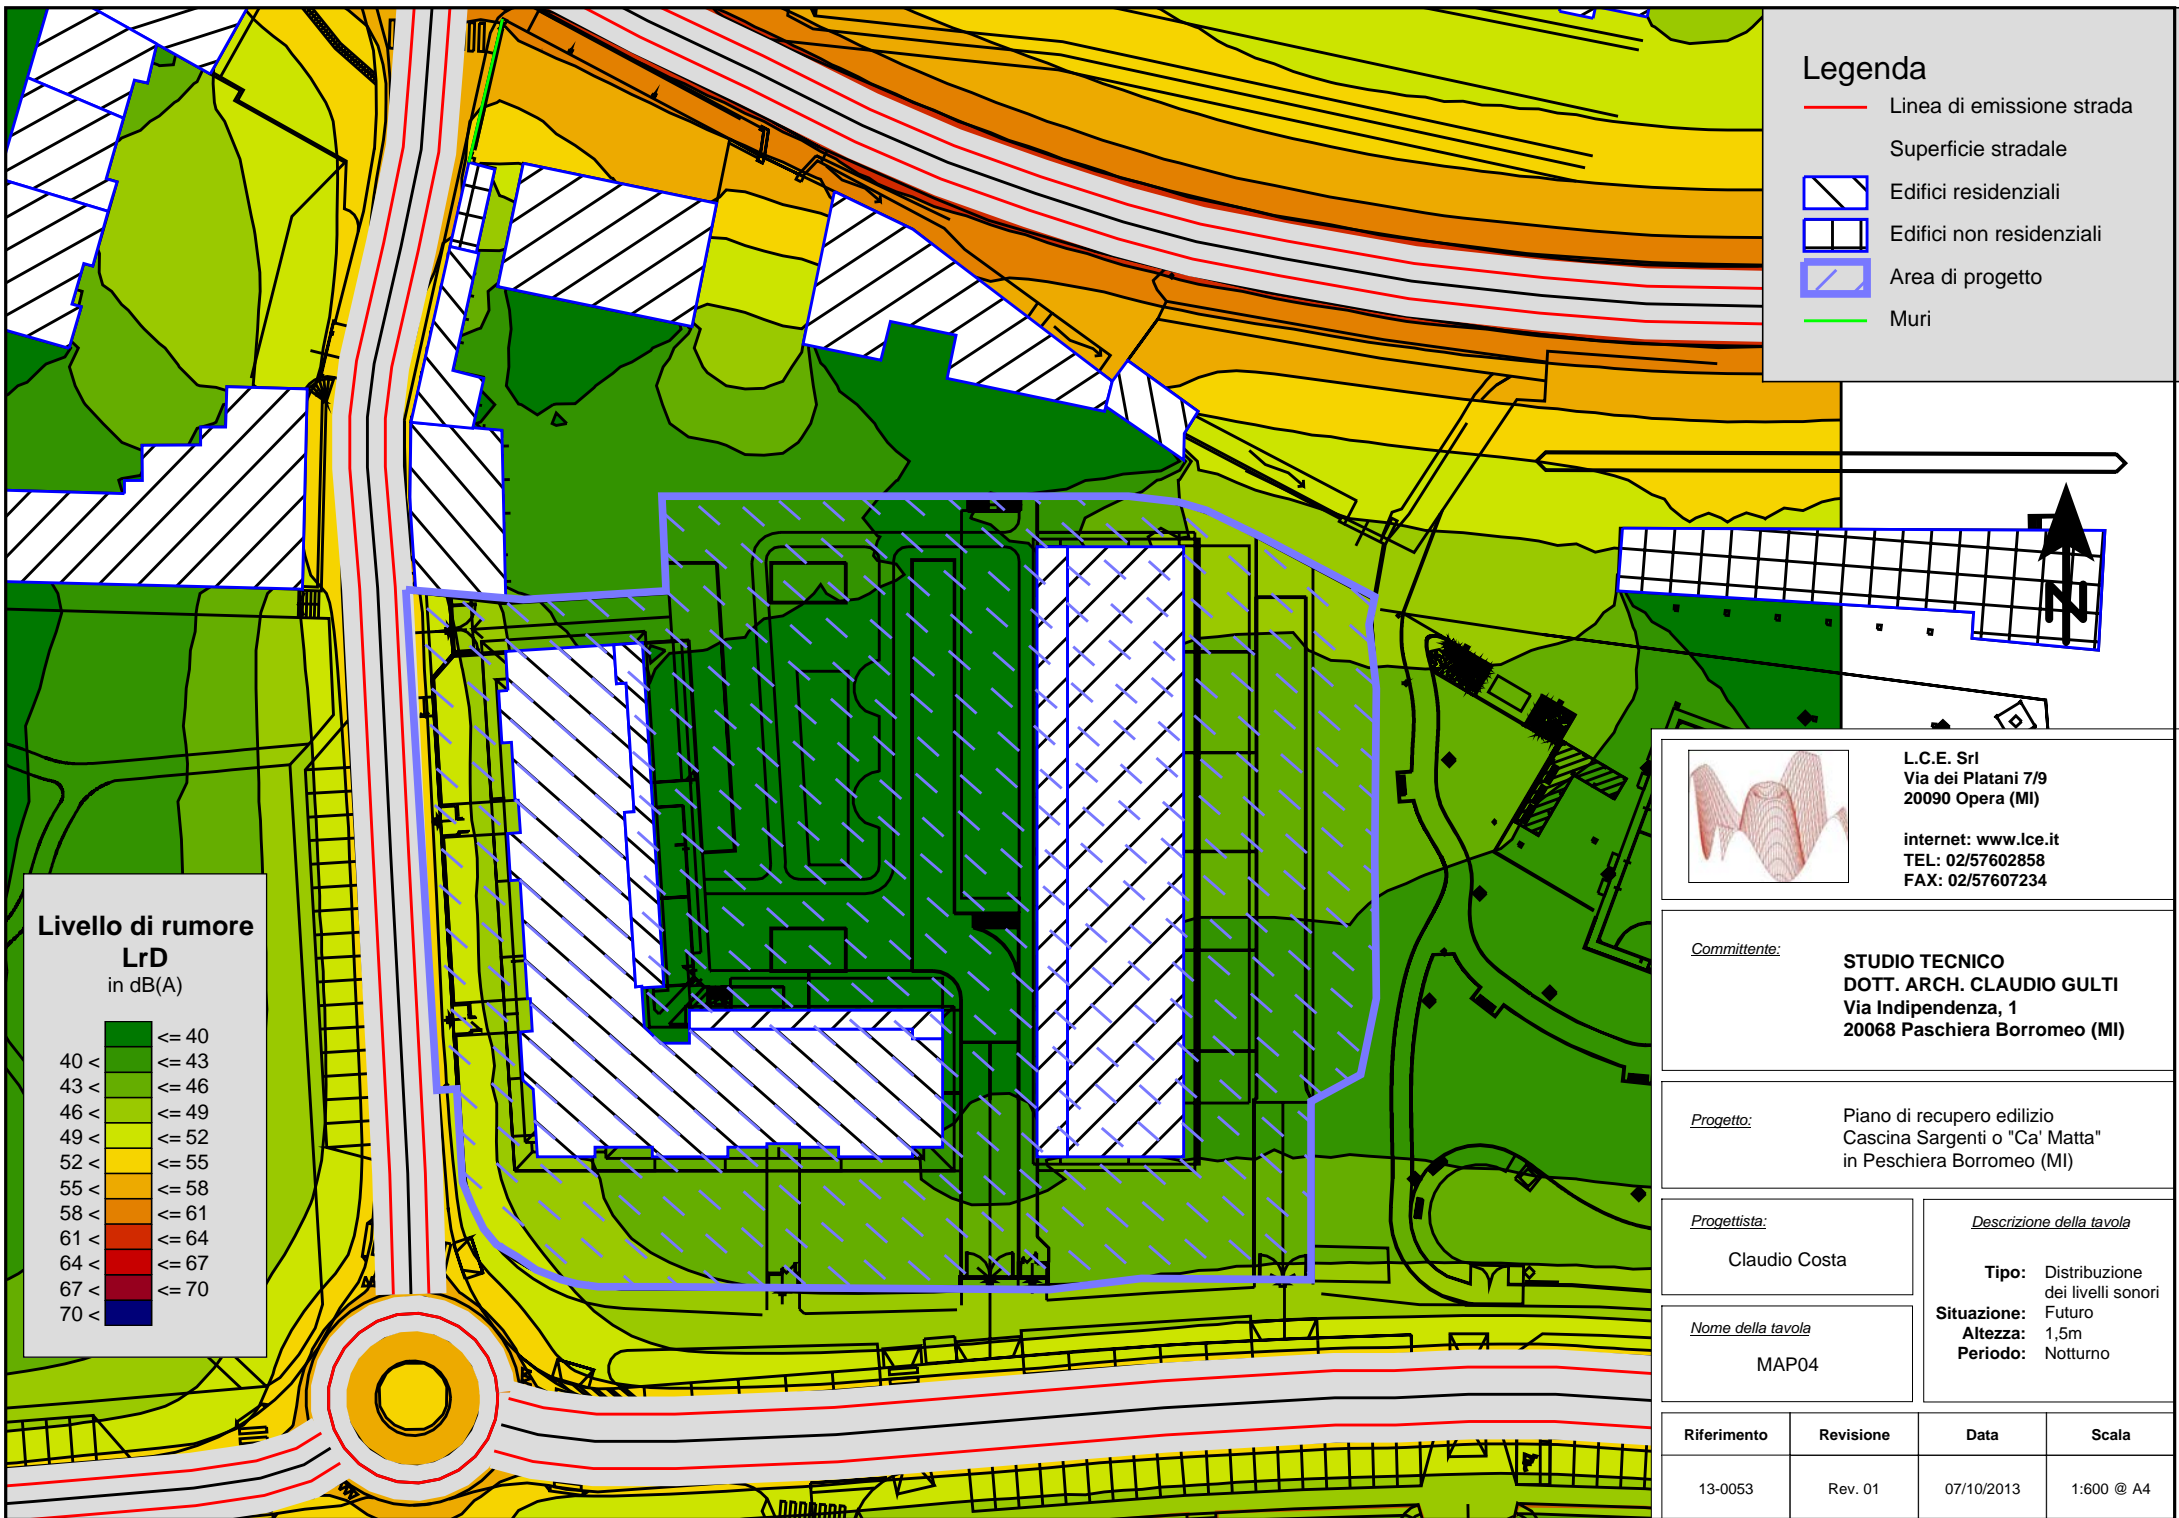 Legenda
Linea di emissione strada
Superficie stradale
Edifici residenziali
Edifici non residenziali
Area di progetto
Muri
N
L.C.E. Srl
Via dei Platani 7/9
20090 Opera (MI)
internet: www.lce.it
TEL: 02/57602858
FAX: 02/57607234
Committente:
STUDIO TECNICO
DOTT. ARCH. CLAUDIO GULTI
Via Indipendenza, 1
20068 Paschiera Borromeo (MI)
Progetto:
Piano di recupero edilizio
Cascina Sargenti o "Ca' Matta"
in Peschiera Borromeo (MI)
Progettista:
Claudio Costa
Nome della tavola
MAP04
Descrizione della tavola
Tipo: Distribuzione
dei livelli sonori
Situazione: Futuro
Altezza: 1,5m
Periodo: Notturno
Riferimento Revisione Data Scala
13-0053 Rev. 01 07/10/2013 1:600 @ A4
Livello di rumore
LrD
in dB(A)
<= 40
40 < <= 43
43 < <= 46
46 < <= 49
49 < <= 52
52 < <= 55
55 < <= 58
58 < <= 61
61 < <= 64
64 < <= 67
67 < <= 70
70 <